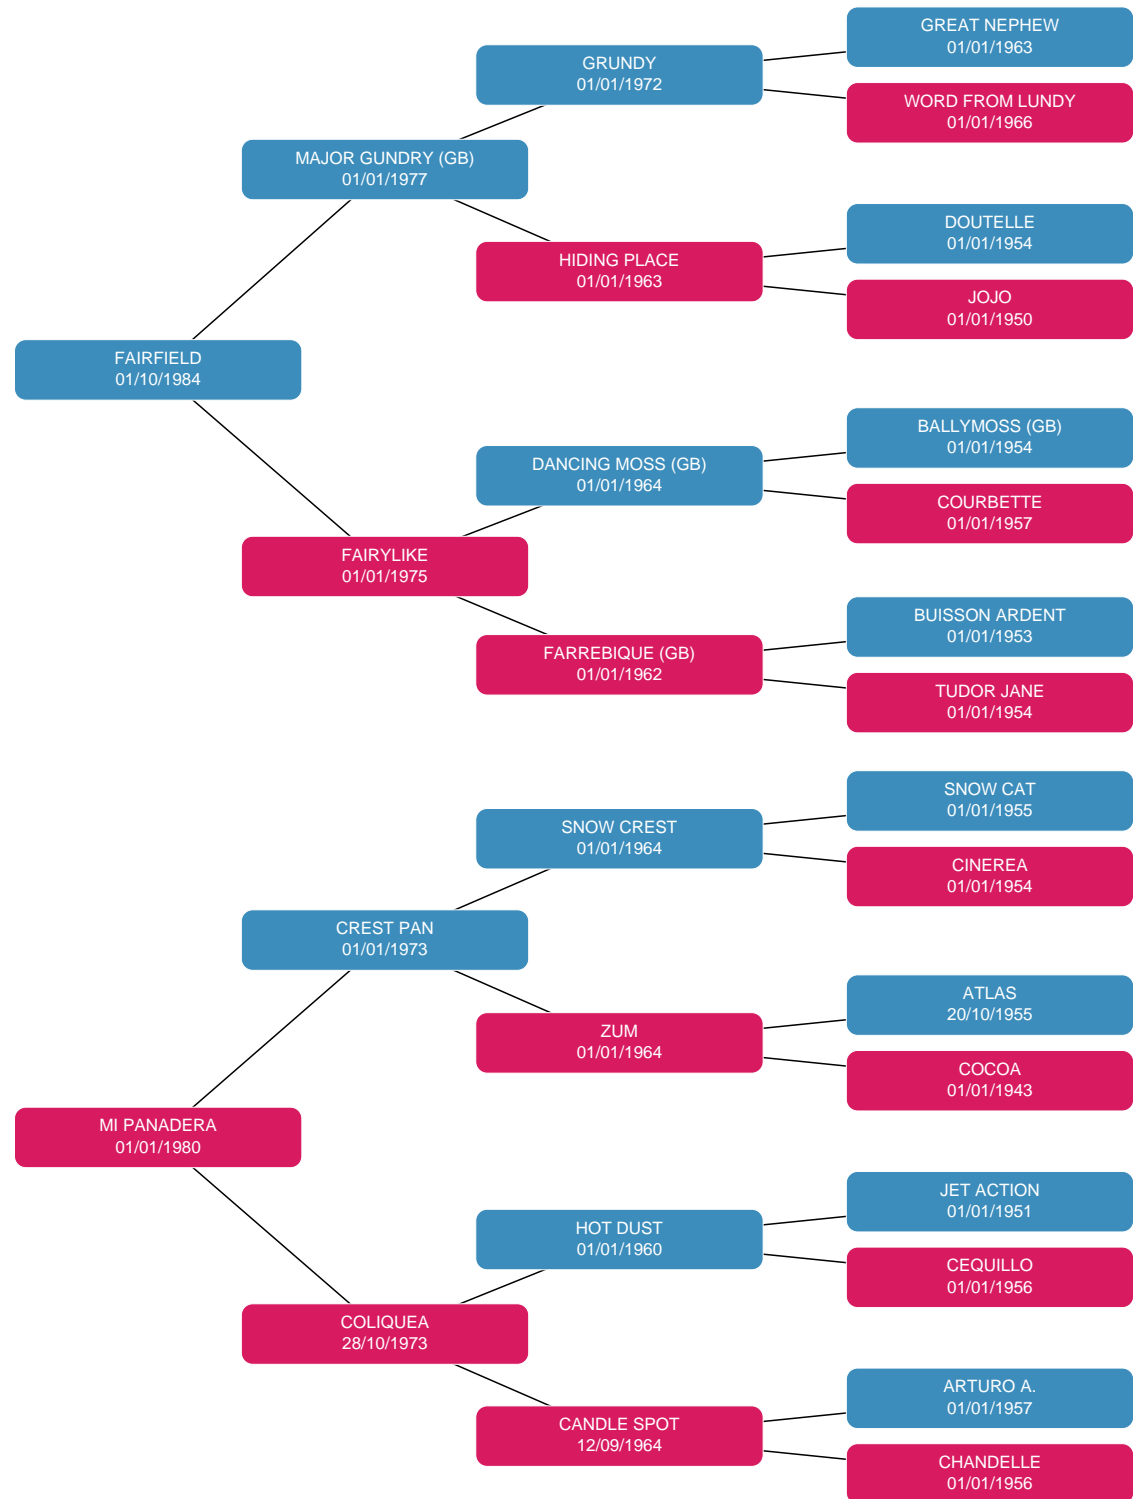 GREAT NEPHEW
01/01/1963
GRUNDY
01/01/1972
WORD FROM LUNDY
01/01/1966
MAJOR GUNDRY (GB)
01/01/1977
DOUTELLE
01/01/1954
HIDING PLACE
01/01/1963
JOJO
01/01/1950
FAIRFIELD
01/10/1984
BALLYMOSS (GB)
01/01/1954
DANCING MOSS (GB)
01/01/1964
COURBETTE
01/01/1957
FAIRYLIKE
01/01/1975
BUISSON ARDENT
01/01/1953
FARREBIQUE (GB)
01/01/1962
TUDOR JANE
01/01/1954
SNOW CAT
01/01/1955
SNOW CREST
01/01/1964
CINEREA
01/01/1954
CREST PAN
01/01/1973
ATLAS
20/10/1955
ZUM
01/01/1964
COCOA
01/01/1943
MI PANADERA
01/01/1980
JET ACTION
01/01/1951
HOT DUST
01/01/1960
CEQUILLO
01/01/1956
COLIQUEA
28/10/1973
ARTURO A.
01/01/1957
CANDLE SPOT
12/09/1964
CHANDELLE
01/01/1956